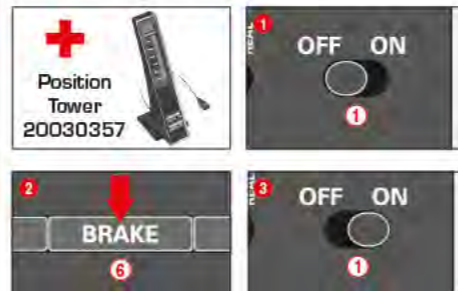 Position
Tower
20030357
1
OFF ON
1
2
BRAKE
6
3
OFF ON
1